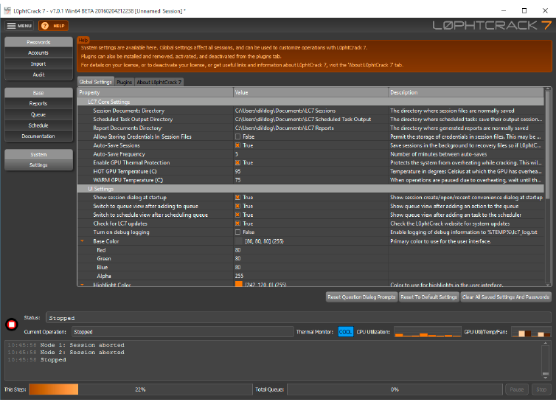 L0phtCrack 7 - v7.0.1 Win64 BETA 20160424212238 [Unnamed Session] *
MENU HELP L0PHTCRACK 7
Passwords
Accounts
Import
Audit
Reports
Queue
Schedule
Documentation
System
Settings
System settings are available here. Global settings affect all sessions, and can be used to customize operations with L0phtCrack 7.
Plugins can also be installed and removed, activated, and deactivated from the plugins tab.
For details on your license, or to deactivate your license, or get useful links and information about L0phtCrack 7, visit the 'About L0phtCrack 7' tab.
Global Settings Plugins About L0phtCrack 7
Property Value Description
LC7 Core Settings
Session Documents Directory C:\Users\dildog\Documents\LC7 Sessions The directory where session files are normally saved
Scheduled Task Output Directory C:\Users\dildog\Documents\LC7 Scheduled Task Output The directory where scheduled tasks save their output session...
Report Documents Directory C:\Users\dildog\Documents\LC7 Reports The directory where generated reports are normally saved
Allow Storing Credentials in Session Files False Permit the storage of credentials in session files. This may be...
Auto-Save Sessions True Save sessions in the background to recovery files so if L0phtC...
Auto-Save Frequency 5 Number of minutes between auto-saves
Enable GPU Thermal Protection True Protects the system from overheating while cracking. This wil...
HOT GPU Temperature (C) 95 Temperature in degrees Celsius at which the GPU has overhea...
WARM GPU Temperature (C) 75 When operations are paused due to overheating, wait until th...
UI Settings
Show session dialog at startup True Show session create/open/recent convenience dialog at startup
Switch to queue view after adding to queue True Show queue view after adding an action to the queue
Switch to schedule view after scheduling queue True Show queue view after adding an task to the scheduler
Check for LC7 updates True Check the L0phtCrack website for system updates
Turn on debug logging False Enable logging of debug information to %TEMP%\lc7_log.txt
Base Color [80, 80, 80] (255) Primary color to use for the user interface.
Red 80
Green 80
Blue 80
Alpha 255
Highlight Color [242, 120, 0] (255) Color to use for highlights in the user interface.
Reset Question Dialog Prompts Reset To Default Settings Clear All Saved Settings And Passwords
Status: Stopped
Current Operation: Stopped Thermal Monitor: COOL CPU Utilization: GPU Util/Temp/Fan:
Node 1: Session aborted
Node 2: Session aborted
Stopped
This Step: 22% Total Queue: 0% Pause Stop